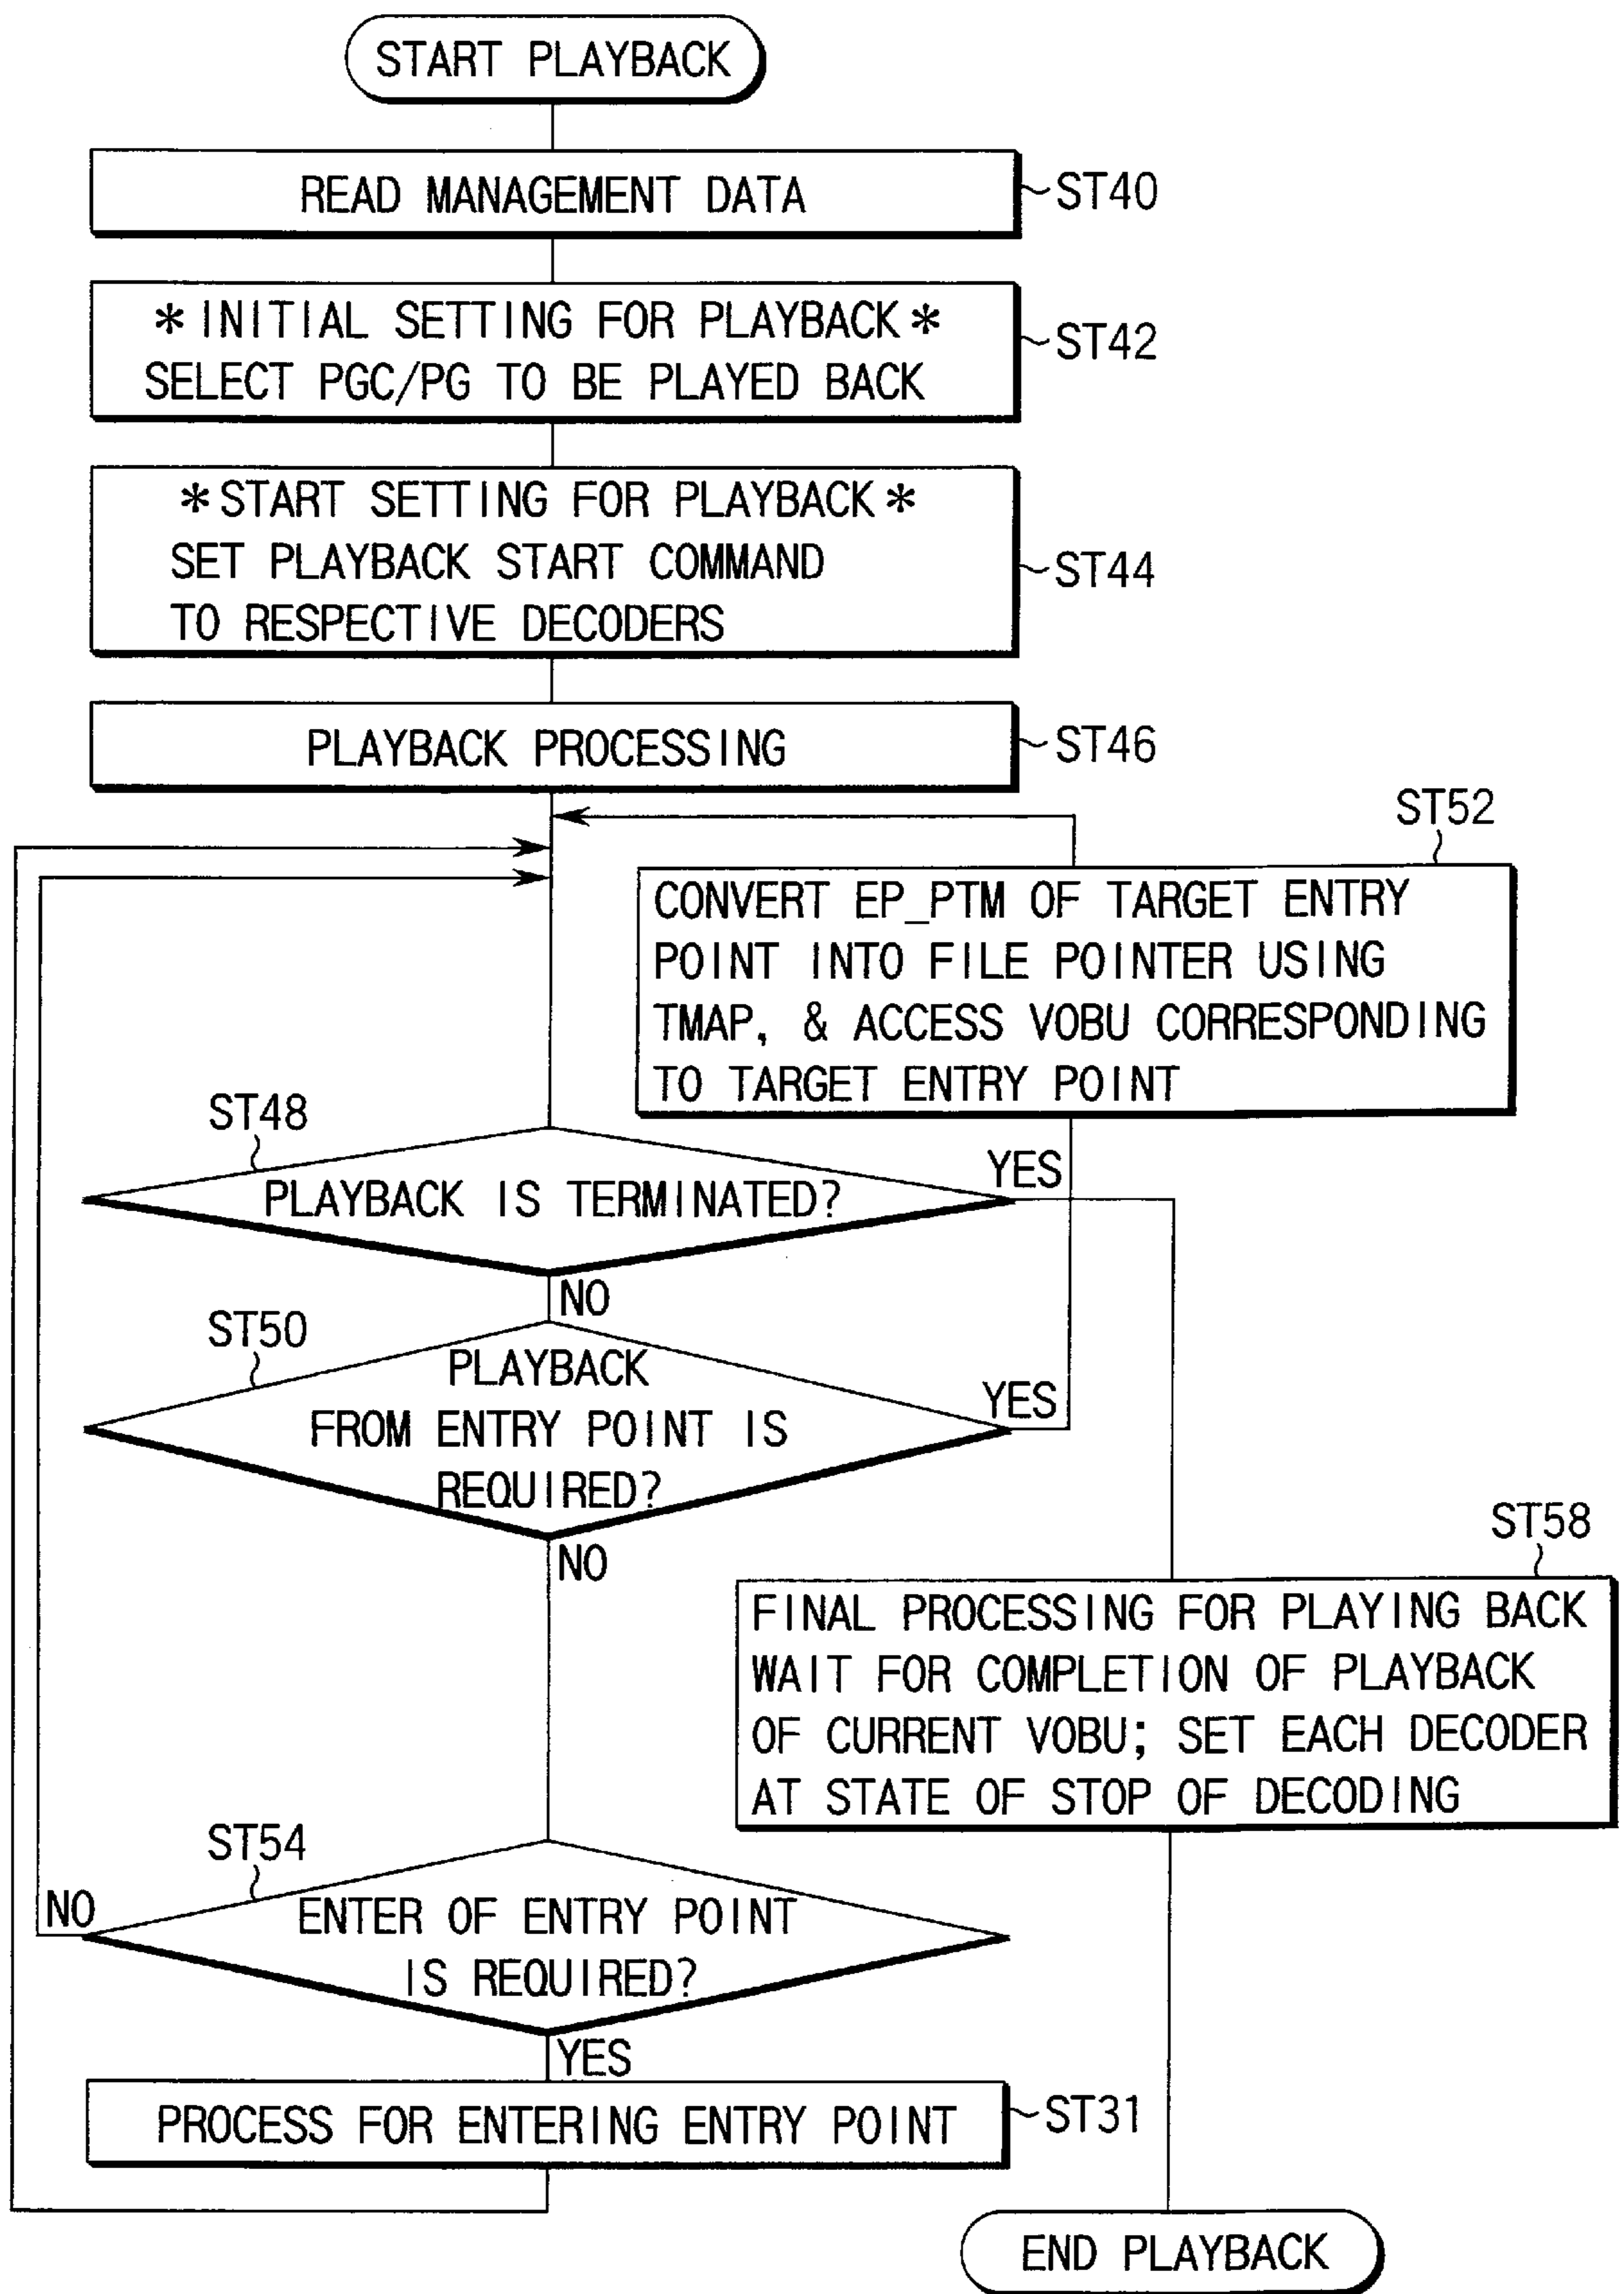 START PLAYBACK
READ MANAGEMENT DATA
ST40
*INITIAL SETTING FOR PLAYBACK*
SELECT PGC/PG TO BE PLAYED BACK
ST42
*START SETTING FOR PLAYBACK*
SET PLAYBACK START COMMAND
TO RESPECTIVE DECODERS
ST44
PLAYBACK PROCESSING
ST46
ST52
CONVERT EP_PTM OF TARGET ENTRY
POINT INTO FILE POINTER USING
TMAP, & ACCESS VOBU CORRESPONDING
TO TARGET ENTRY POINT
ST48
PLAYBACK IS TERMINATED?
YES
NO
ST50
PLAYBACK
FROM ENTRY POINT IS
REQUIRED?
YES
NO
ST58
FINAL PROCESSING FOR PLAYING BACK
WAIT FOR COMPLETION OF PLAYBACK
OF CURRENT VOBU; SET EACH DECODER
AT STATE OF STOP OF DECODING
ST54
NO
ENTER OF ENTRY POINT
IS REQUIRED?
YES
PROCESS FOR ENTERING ENTRY POINT
ST31
END PLAYBACK